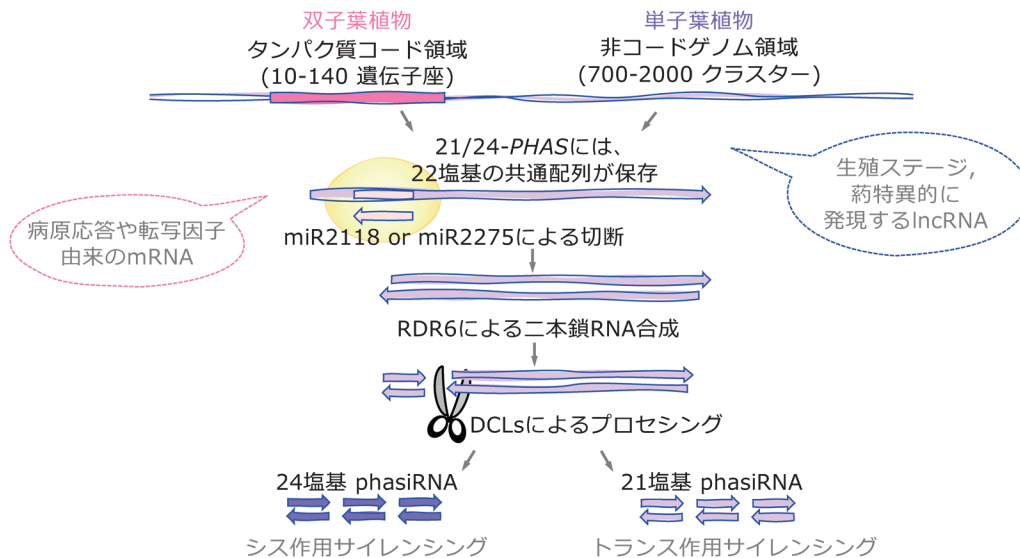 双子葉植物
タンパク質コード領域
(10-140 遺伝子座)
単子葉植物
非コードゲノム領域
(700-2000 クラスター)
21/24-PHASには、
22塩基の共通配列が保存
病原応答や転写因子
由来のmRNA
生殖ステージ,
葯特異的に
発現するlncRNA
miR2118 or miR2275による切断
RDR6による二本鎖RNA合成
DCLsによるプロセシング
24塩基 phasiRNA
シス作用サイレンシング
21塩基 phasiRNA
トランス作用サイレンシング